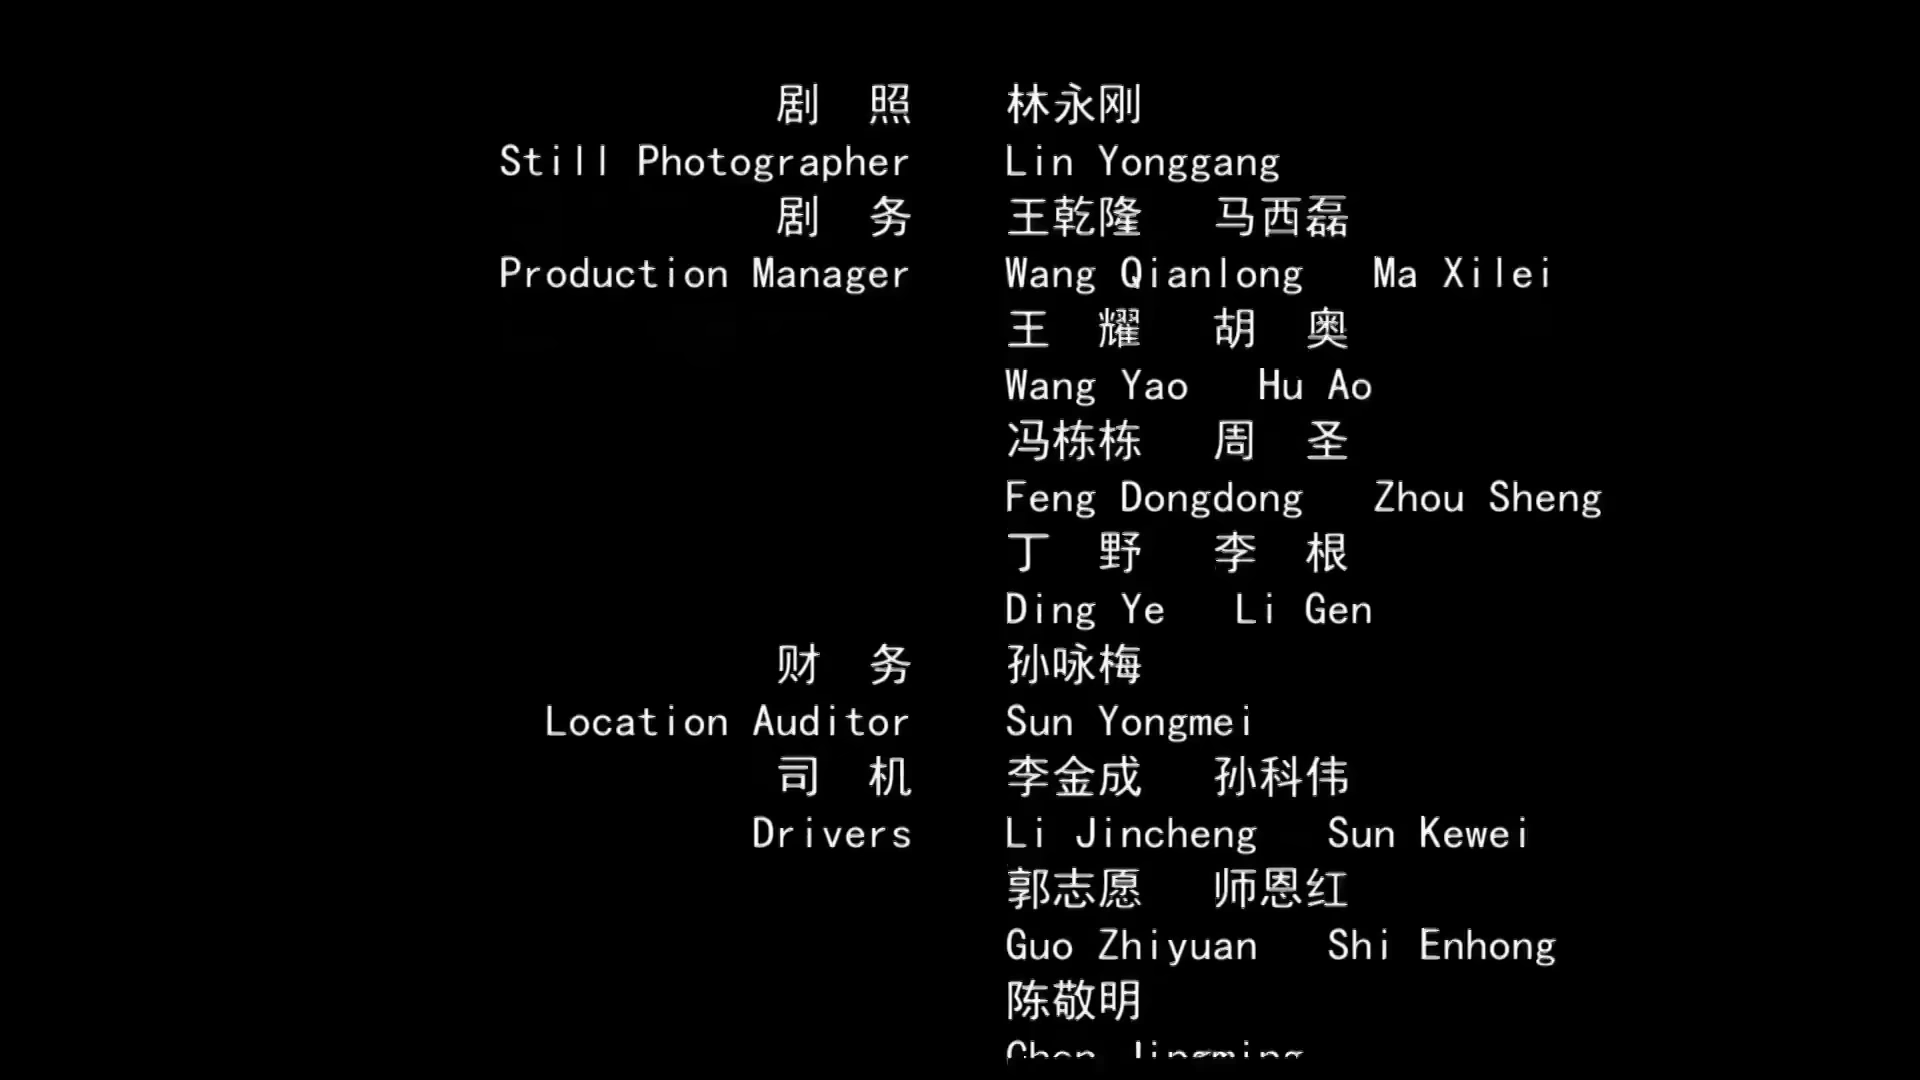 剧 照 林永刚
Still Photographer Lin Yonggang
剧 务 王乾隆 马西磊
Production Manager Wang Qianlong Ma Xilei
王 耀 胡 奥
Wang Yao Hu Ao
冯栋栋 周 圣
Feng Dongdong Zhou Sheng
丁 野 李 根
Ding Ye Li Gen
财 务 孙咏梅
Location Auditor Sun Yongmei
司 机 李金成 孙科伟
Drivers Li Jincheng Sun Kewei
郭志愿 师恩红
Guo Zhiyuan Shi Enhong
陈敬明
Chen Jingming